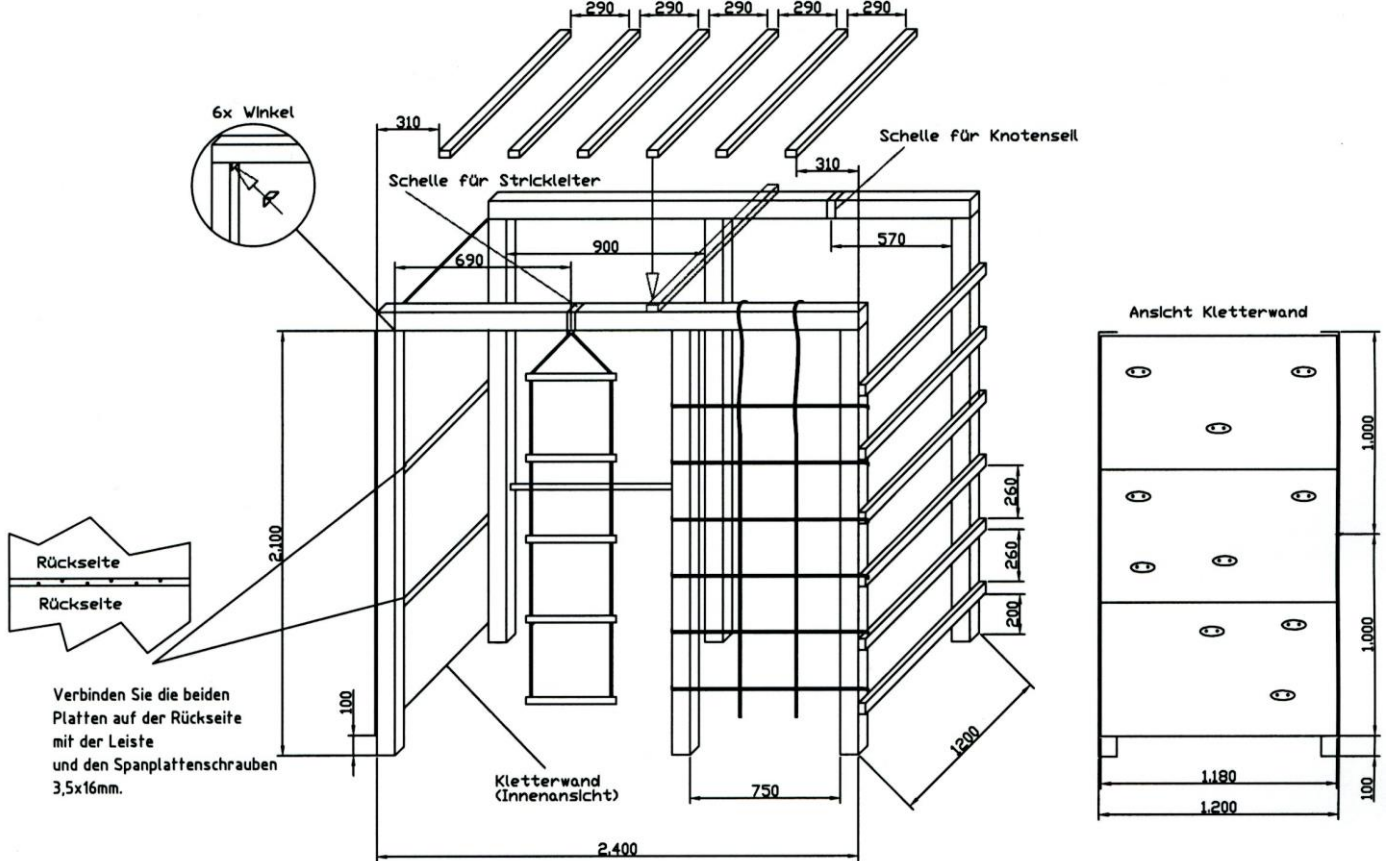 290 290 290 290 290
6x Winkel
310
Schelle für Knotenseil
Schelle für Strickleiter
310
900
570
690
Ansicht Kletterwand
1.000
2.100
260
Rückseite
260
Rückseite
200
1.000
Verbinden Sie die beiden
Platten auf der Rückseite
mit der Leiste
und den Spanplattenschrauben
3,5x16mm.
100
1200
Kletterwand
(Innenansicht)
750
1.180
100
1.200
2.400